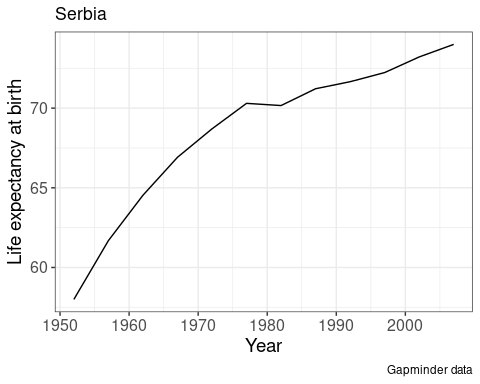 Serbia
Life expectancy at birth
70
65
60
1950 1960 1970 1980 1990 2000
Year
Gapminder data